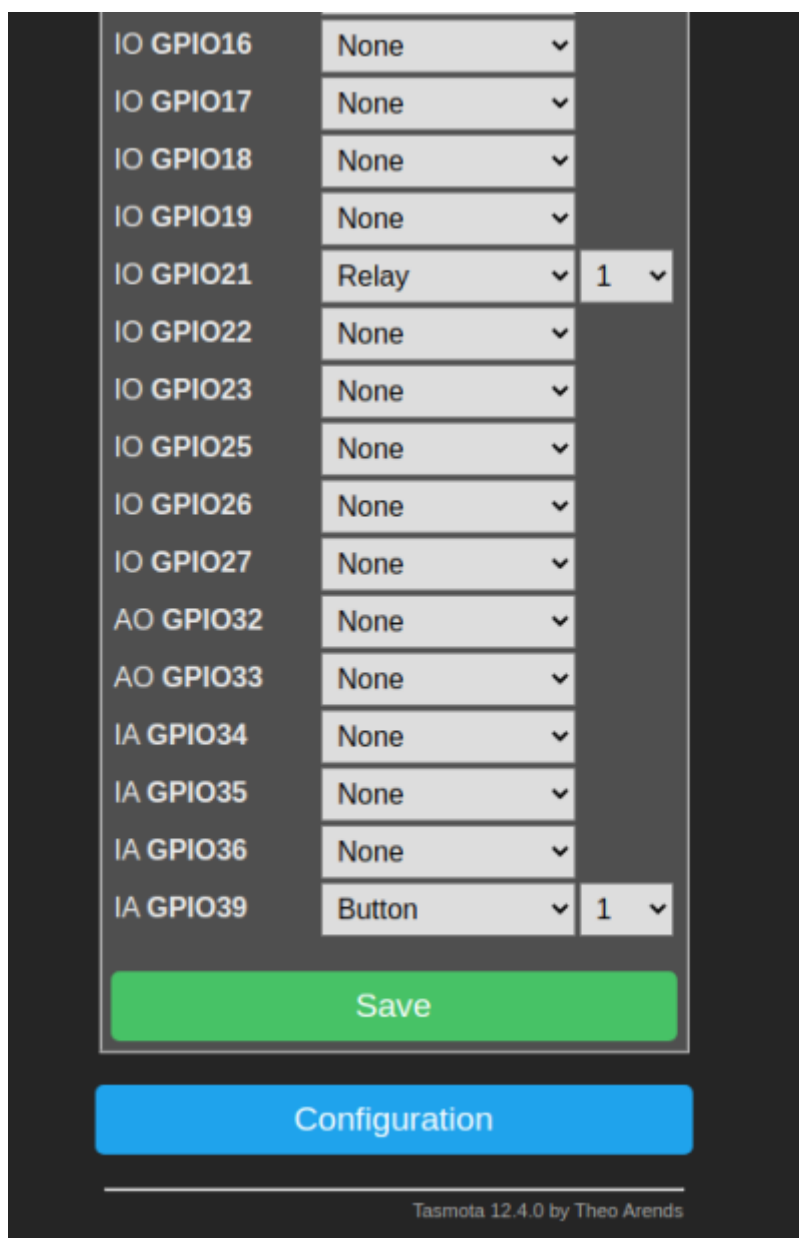 IO GPIO16 None
IO GPIO17 None
IO GPIO18 None
IO GPIO19 None
IO GPIO21 Relay 1
IO GPIO22 None
IO GPIO23 None
IO GPIO25 None
IO GPIO26 None
IO GPIO27 None
AO GPIO32 None
AO GPIO33 None
IA GPIO34 None
IA GPIO35 None
IA GPIO36 None
IA GPIO39 Button 1
Save
Configuration
Tasmota 12.4.0 by Theo Arends